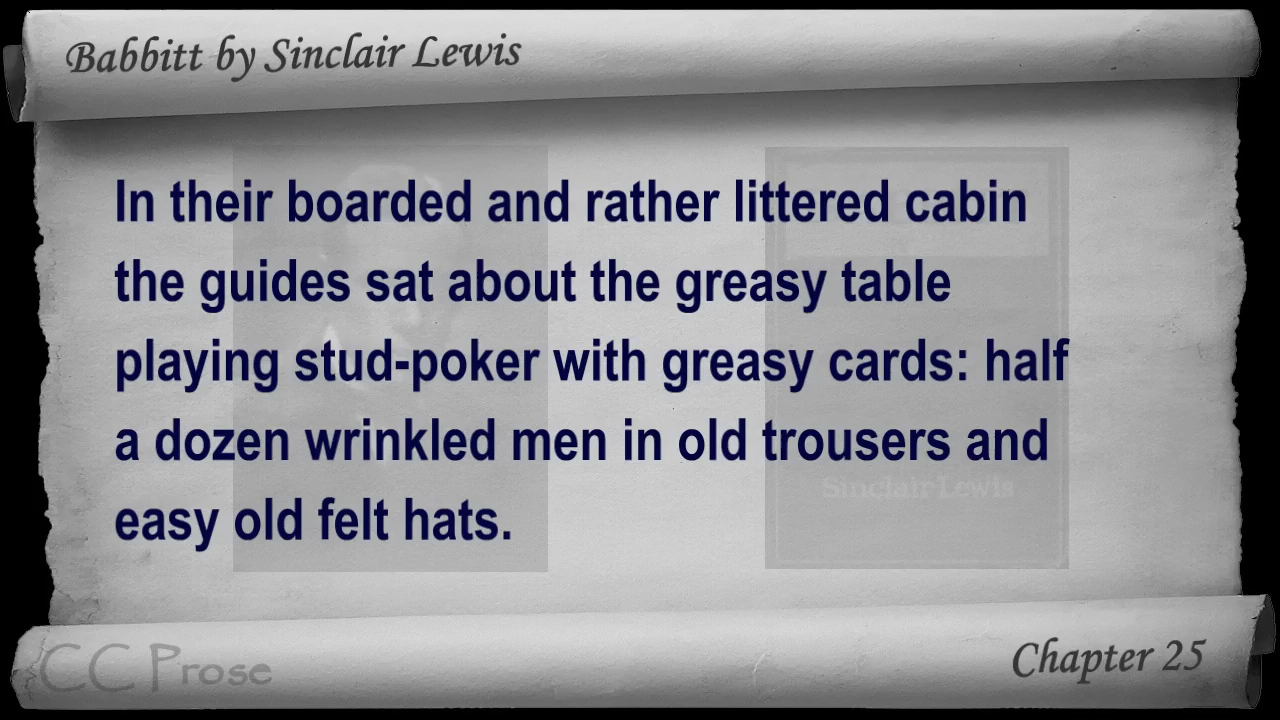 Babbitt by Sinclair Lewis
In their boarded and rather littered cabin
the guides sat about the greasy table
playing stud-poker with greasy cards: half
a dozen wrinkled men in old trousers and
easy old felt hats.
Sinclair Lewis
CC Prose
Chapter 25